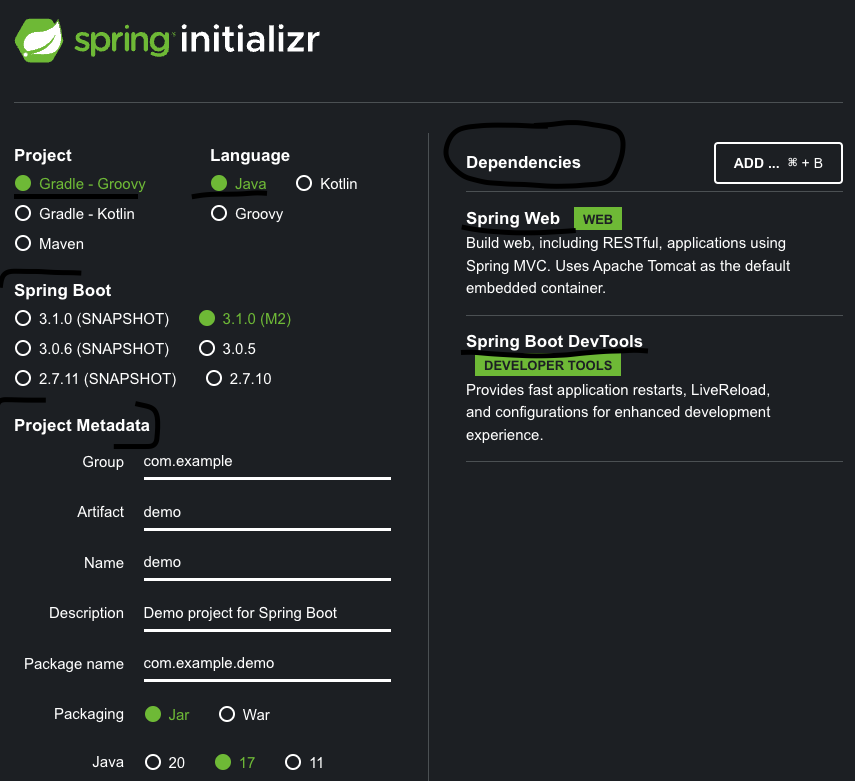 spring initializr
Project
Gradle - Groovy
Gradle - Kotlin
Maven
Language
Java Kotlin
Groovy
Spring Boot
3.1.0 (SNAPSHOT) 3.1.0 (M2)
3.0.6 (SNAPSHOT) 3.0.5
2.7.11 (SNAPSHOT) 2.7.10
Project Metadata
Group com.example
Artifact demo
Name demo
Description Demo project for Spring Boot
Package name com.example.demo
Packaging Jar War
Java 20 17 11
Dependencies
ADD ... ⌘ + B
Spring Web WEB
Build web, including RESTful, applications using
Spring MVC. Uses Apache Tomcat as the default
embedded container.
Spring Boot DevTools
DEVELOPER TOOLS
Provides fast application restarts, LiveReload,
and configurations for enhanced development
experience.